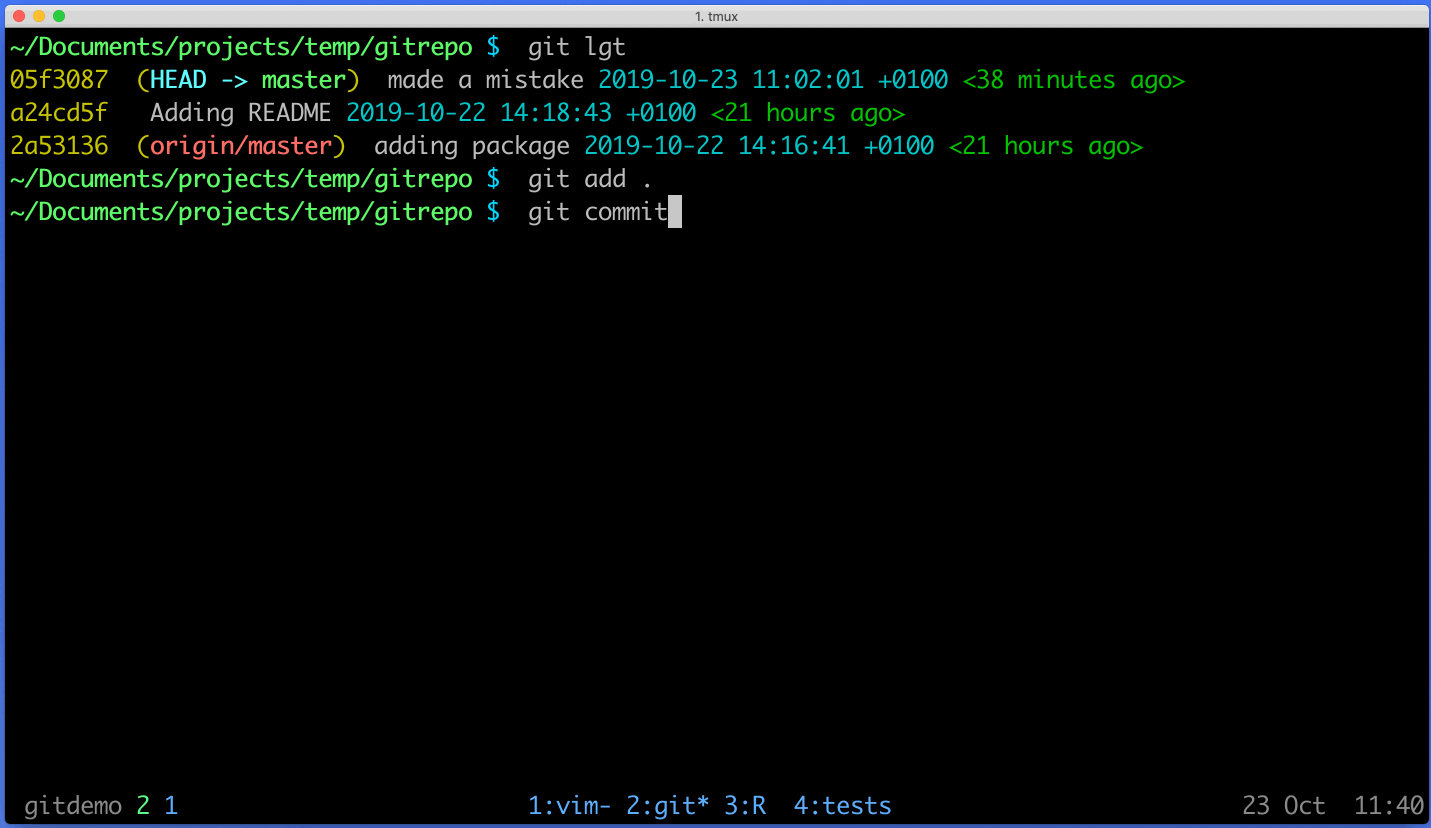 1. tmux
~/Documents/projects/temp/gitrepo $  git lgt
05f3087  (HEAD -> master)  made a mistake 2019-10-23 11:02:01 +0100 <38 minutes ago>
a24cd5f   Adding README 2019-10-22 14:18:43 +0100 <21 hours ago>
2a53136  (origin/master)  adding package 2019-10-22 14:16:41 +0100 <21 hours ago>
~/Documents/projects/temp/gitrepo $  git add .
~/Documents/projects/temp/gitrepo $  git commit
gitdemo 2 1 1:vim- 2:git* 3:R  4:tests 23 Oct  11:40